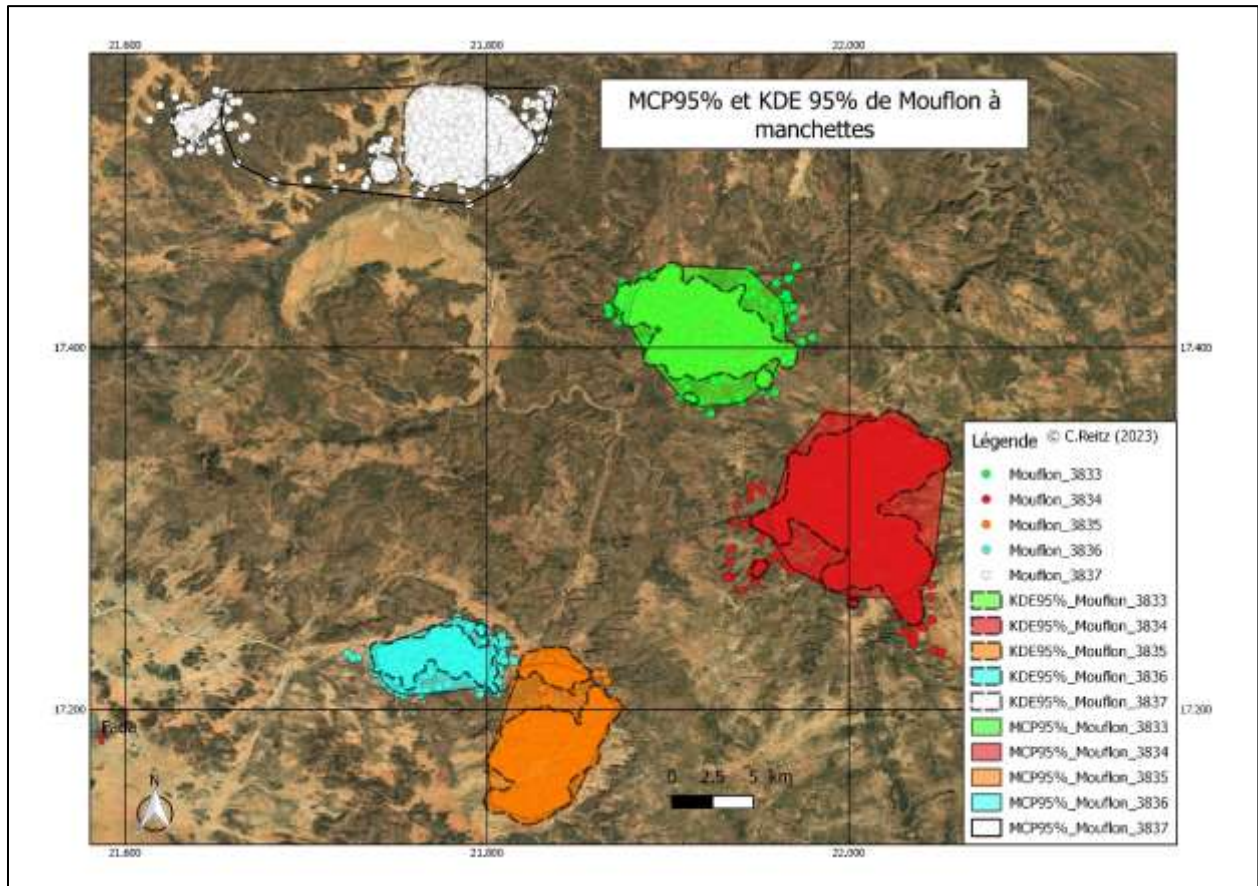 21.600
21.800
22.000
MCP95% et KDE 95% de Mouflon à
manchettes
17.400
17.400
Légende © C.Reitz (2023)
Mouflon_3833
Mouflon_3834
Mouflon_3835
Mouflon_3836
Mouflon_3837
KDE95%_Mouflon_3833
KDE95%_Mouflon_3834
KDE95%_Mouflon_3835
KDE95%_Mouflon_3836
KDE95%_Mouflon_3837
MCP95%_Mouflon_3833
MCP95%_Mouflon_3834
MCP95%_Mouflon_3835
MCP95%_Mouflon_3836
MCP95%_Mouflon_3837
17.200
17.200
Fada
0 2.5 5 km
N
21.600
21.800
22.000